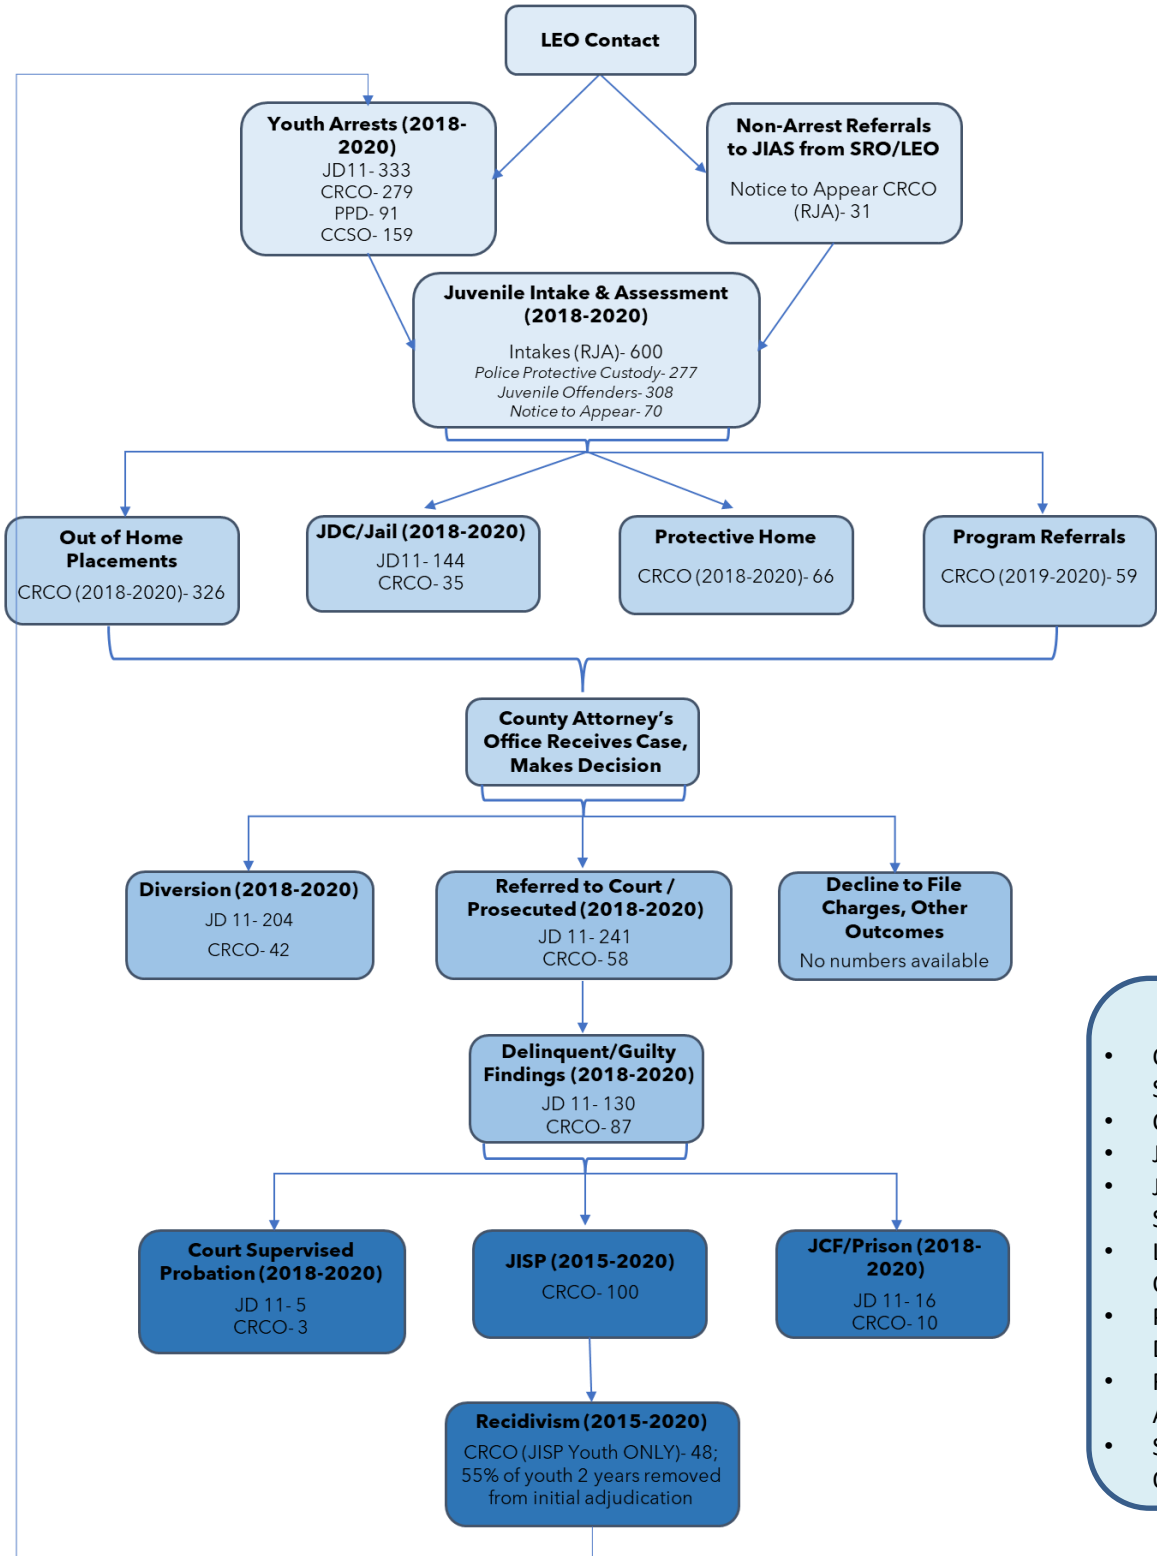 LEO Contact
Youth Arrests (2018-
2020)
JD11- 333
CRCO- 279
PPD- 91
CCSO- 159
Non-Arrest Referrals
to JIAS from SRO/LEO
Notice to Appear CRCO
(RJA)- 31
Juvenile Intake & Assessment
(2018-2020)
Intakes (RJA)- 600
Police Protective Custody- 277
Juvenile Offenders- 308
Notice to Appear- 70
Out of Home
Placements
CRCO (2018-2020)- 326
JDC/Jail (2018-2020)
JD11- 144
CRCO- 35
Protective Home
CRCO (2018-2020)- 66
Program Referrals
CRCO (2019-2020)- 59
County Attorney’s
Office Receives Case,
Makes Decision
Diversion (2018-2020)
JD 11- 204
CRCO- 42
Referred to Court /
Prosecuted (2018-2020)
JD 11- 241
CRCO- 58
Decline to File
Charges, Other
Outcomes
No numbers available
Delinquent/Guilty
Findings (2018-2020)
JD 11- 130
CRCO- 87
Court Supervised
Probation (2018-2020)
JD 11- 5
CRCO- 3
JISP (2015-2020)
CRCO- 100
JCF/Prison (2018-
2020)
JD 11- 16
CRCO- 10
Recidivism (2015-2020)
CRCO (JISP Youth ONLY)- 48;
55% of youth 2 years removed
from initial adjudication